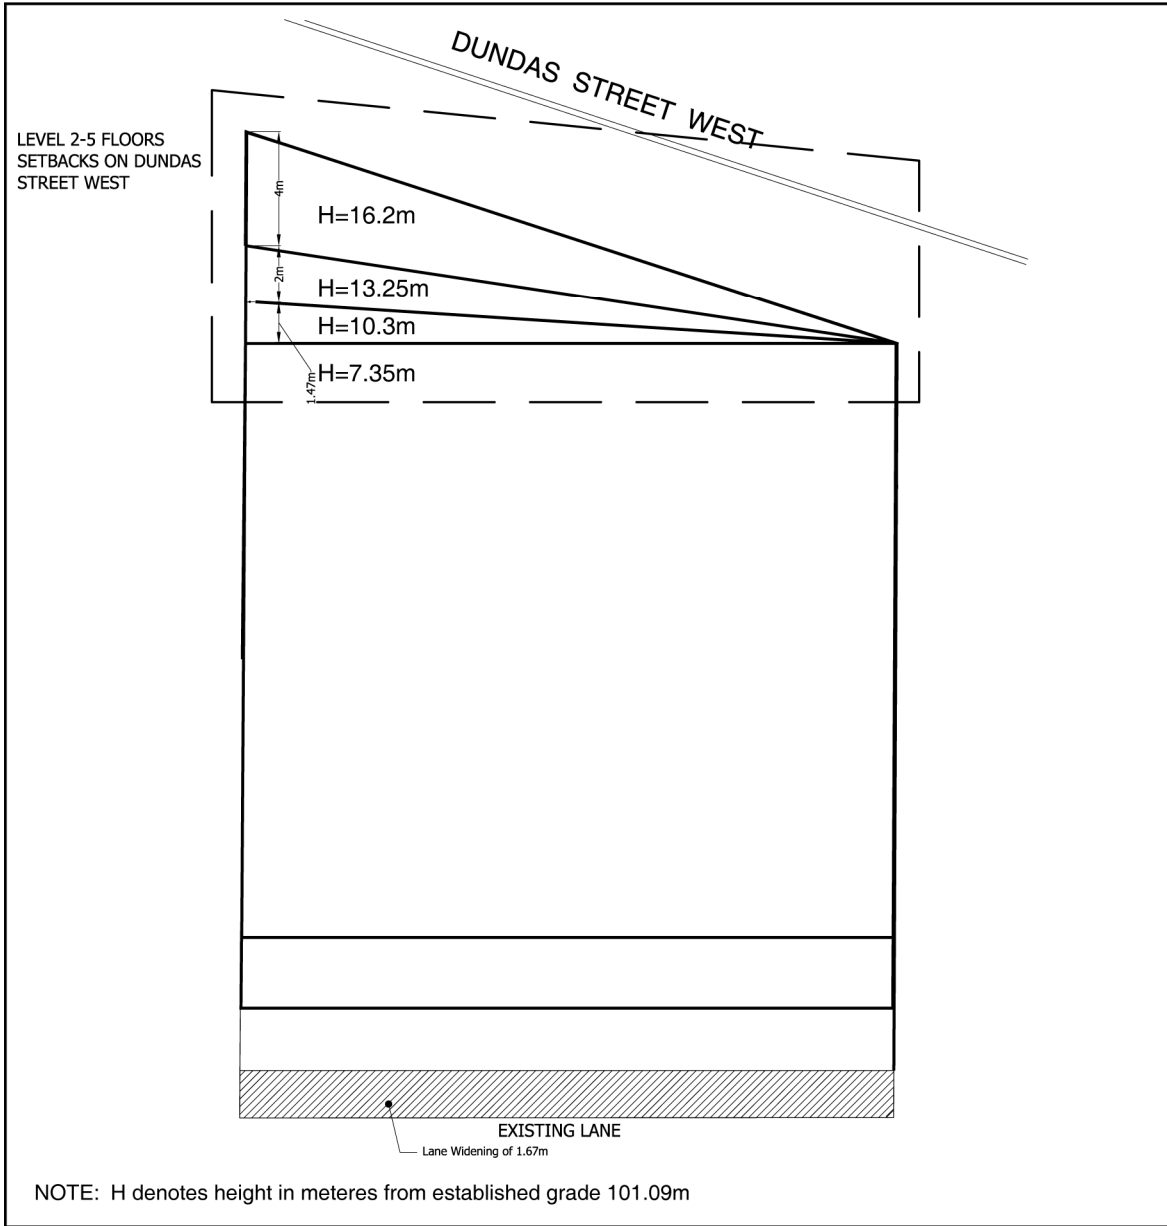 DUNDAS STREET WEST
LEVEL 2-5 FLOORS
SETBACKS ON DUNDAS
STREET WEST
4m
H=16.2m
2m
H=13.25m
H=10.3m
1.47m
H=7.35m
EXISTING LANE
Lane Widening of 1.67m
NOTE: H denotes height in meteres from established grade 101.09m